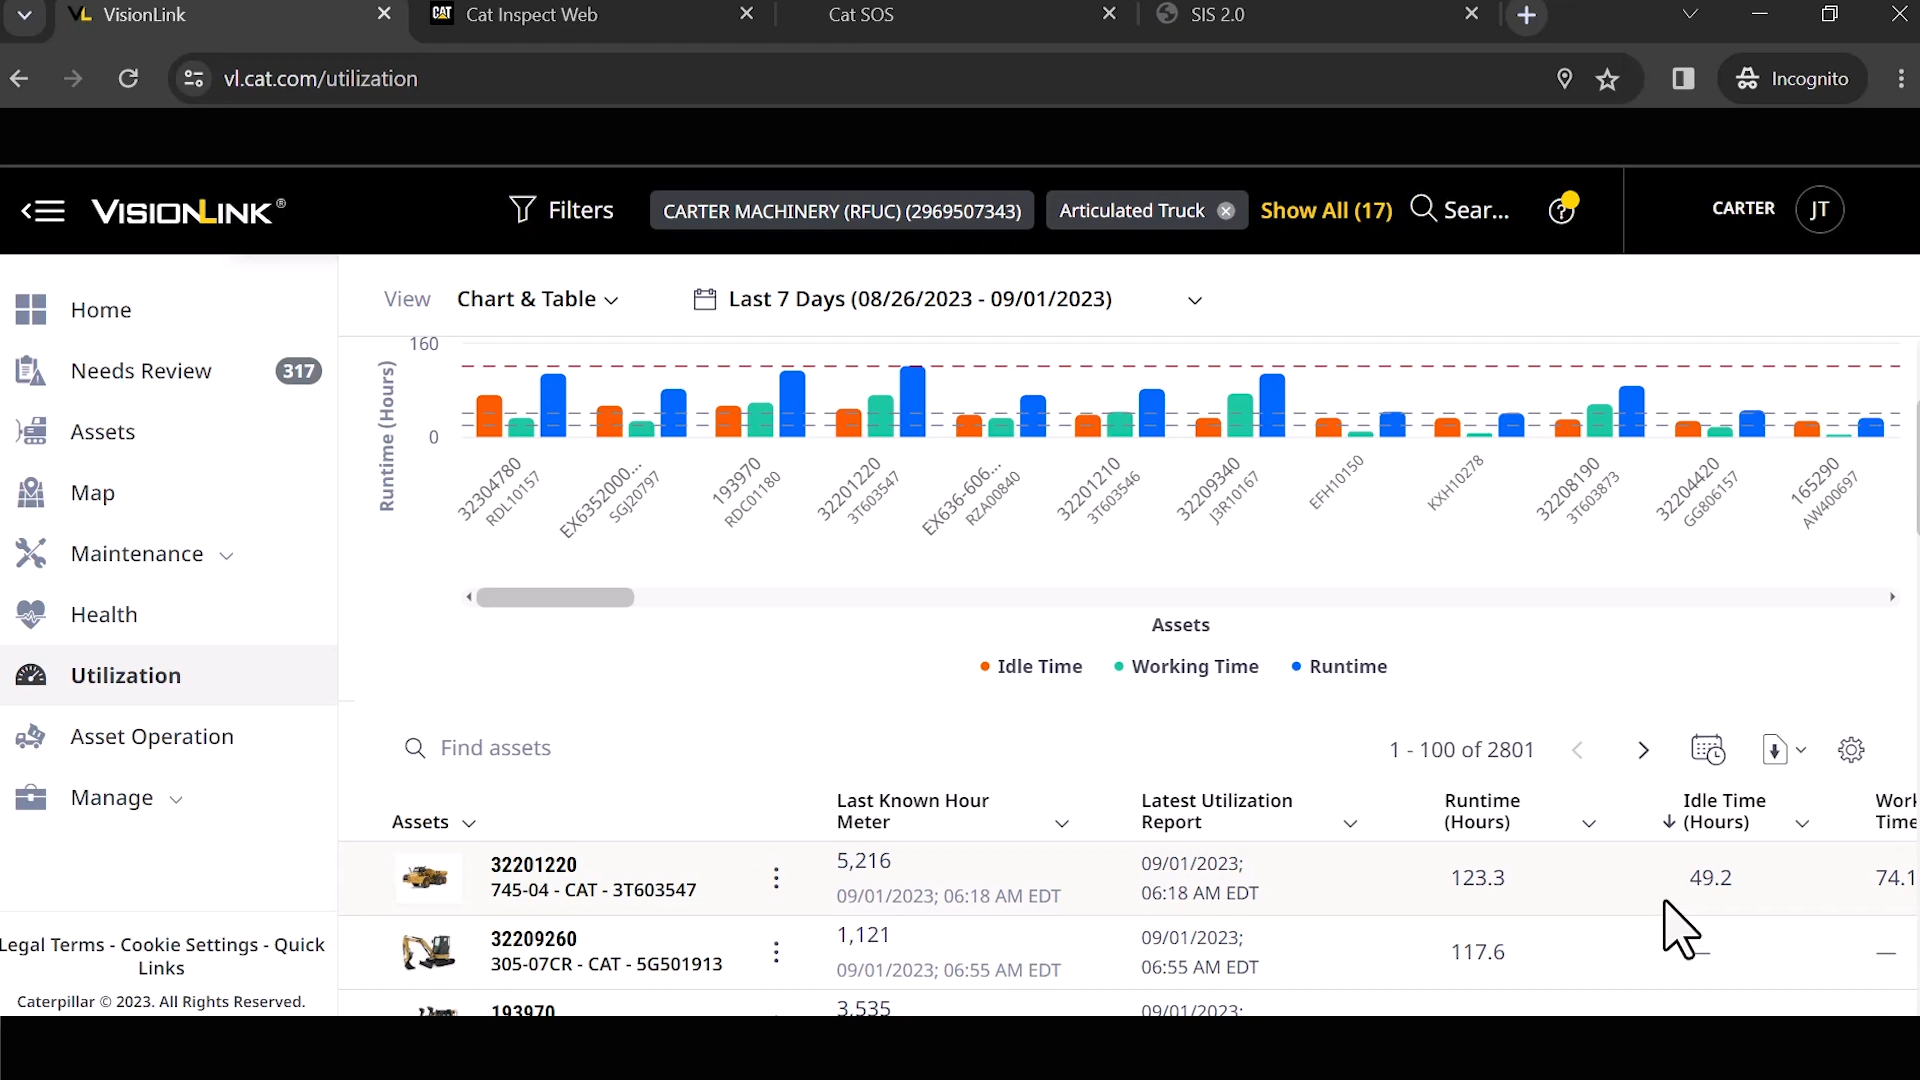 VisionLink
CAT Cat Inspect Web
Cat SOS
SIS 2.0
vl.cat.com/utilization
Incognito
VISIONLINK®
Filters
CARTER MACHINERY (RFUC) (2969507343)
Articulated Truck
Show All (17)
Sear...
CARTER
JT
Home
Needs Review 317
Assets
Map
Maintenance
Health
Utilization
Asset Operation
Manage
Legal Terms - Cookie Settings - Quick
Links
Caterpillar © 2023. All Rights Reserved.
View Chart & Table
Last 7 Days (08/26/2023 - 09/01/2023)
Runtime (Hours)
160
0
32304780
RDL10157
EX6352000...
SGJ20797
193970
RDC01180
32201220
3T603547
EX636-606...
RZA00840
32201210
3T603546
32209340
J3R10167
EFH10150
KXH10278
32208190
3T603873
32204420
GG806157
165290
AW400697
Assets
Idle Time Working Time Runtime
Find assets
1 - 100 of 2801
Assets
Last Known Hour
Meter
Latest Utilization
Report
Runtime
(Hours)
Idle Time
(Hours)
Work
Time
32201220
745-04 - CAT - 3T603547
5,216
09/01/2023; 06:18 AM EDT
09/01/2023;
06:18 AM EDT
123.3
49.2
74.1
32209260
305-07CR - CAT - 5G501913
1,121
09/01/2023; 06:55 AM EDT
09/01/2023;
06:55 AM EDT
117.6
—
—
193970
3,535
09/01/2023;